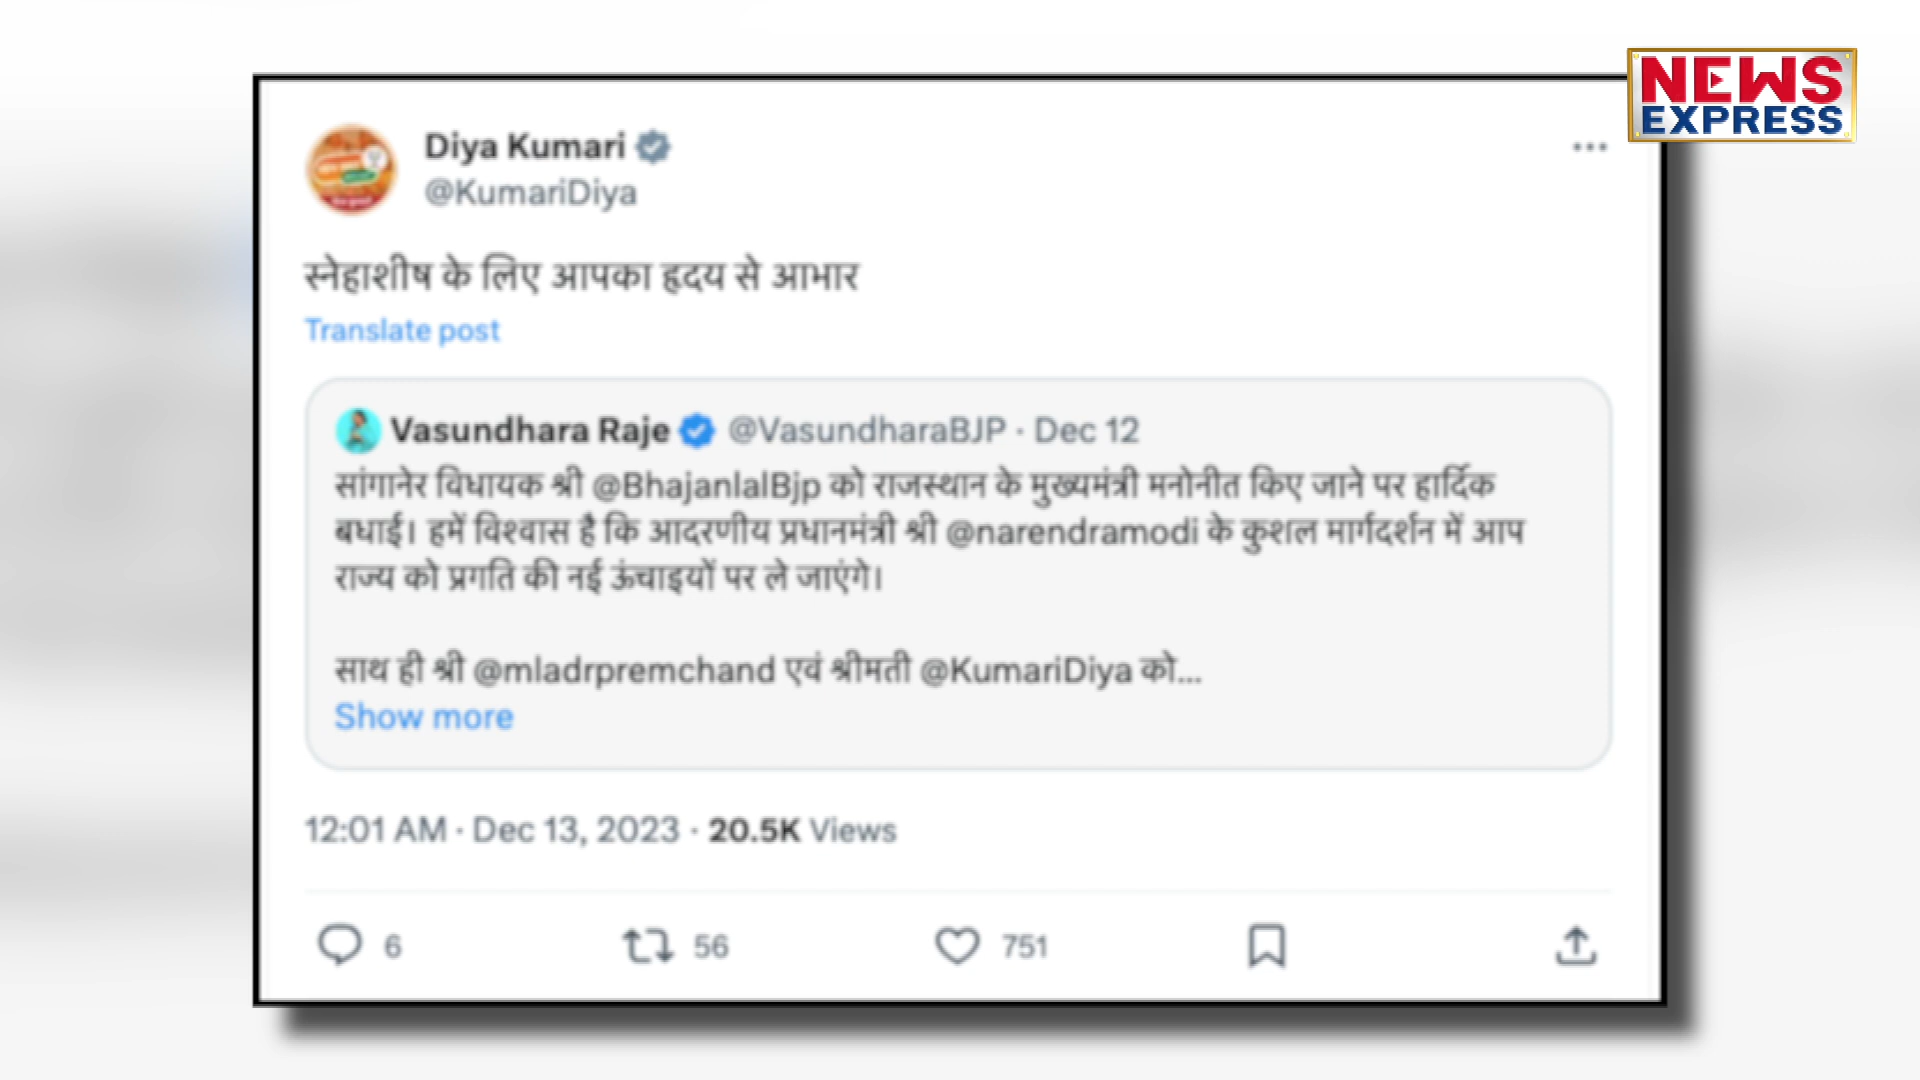 NEWS
EXPRESS
Diya Kumari
@KumariDiya
स्नेहाशीष के लिए आपका हृदय से आभार
Translate post
Vasundhara Raje @VasundharaBJP · Dec 12
सांगानेर विधायक श्री @BhajanlalBjp को राजस्थान के मुख्यमंत्री मनोनीत किए जाने पर हार्दिक
बधाई। हमें विश्वास है कि आदरणीय प्रधानमंत्री श्री @narendramodi के कुशल मार्गदर्शन में आप
राज्य को प्रगति की नई ऊंचाइयों पर ले जाएंगे।
साथ ही श्री @mladrpremchand एवं श्रीमती @KumariDiya को...
Show more
12:01 AM · Dec 13, 2023 · 20.5K Views
6 56 751